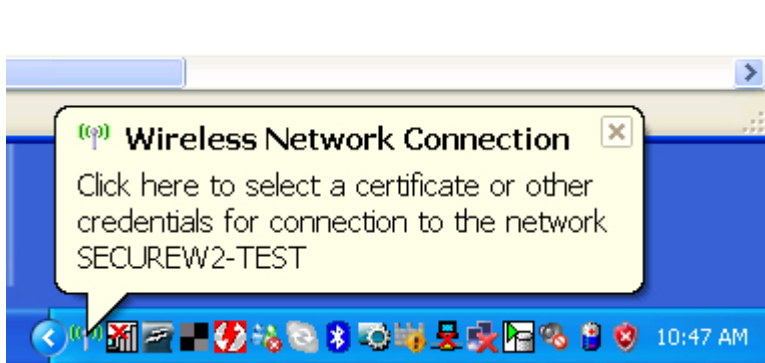 Wireless Network Connection
Click here to select a certificate or other
credentials for connection to the network
SECUREW2-TEST
10:47 AM